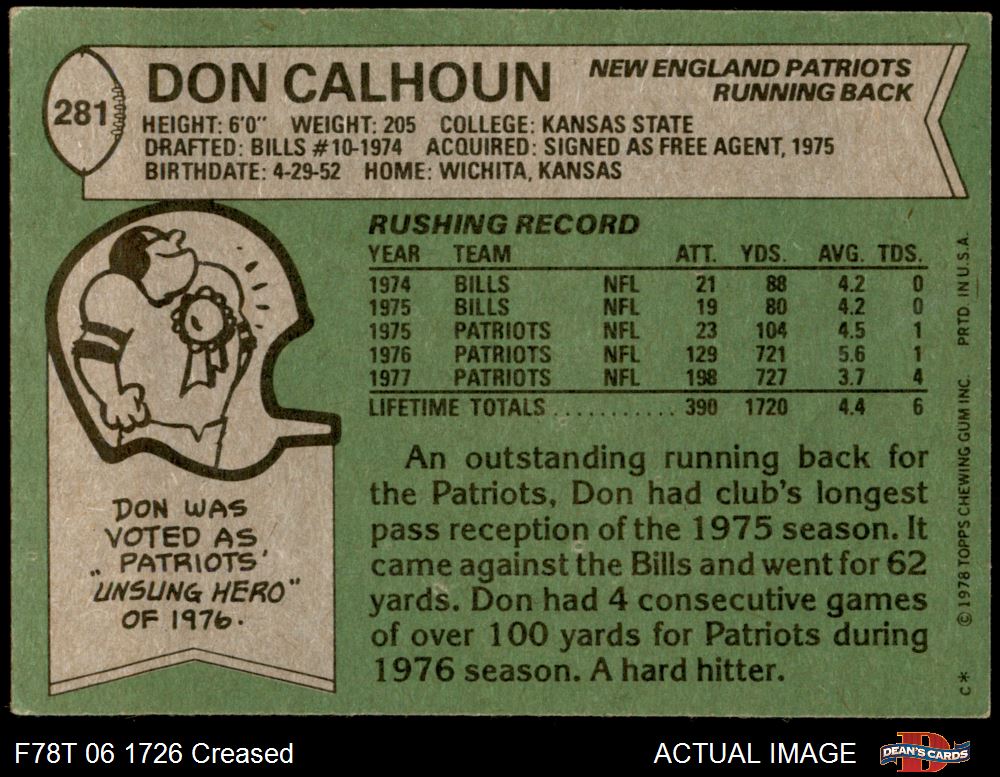 281
DON CALHOUN
NEW ENGLAND PATRIOTS
RUNNING BACK
HEIGHT: 6'0" WEIGHT: 205 COLLEGE: KANSAS STATE
DRAFTED: BILLS #10-1974 ACQUIRED: SIGNED AS FREE AGENT, 1975
BIRTHDATE: 4-29-52 HOME: WICHITA, KANSAS
RUSHING RECORD
YEAR TEAM ATT. YDS. AVG. TDS.
1974 BILLS NFL 21 88 4.2 0
1975 BILLS NFL 19 80 4.2 0
1975 PATRIOTS NFL 23 104 4.5 1
1976 PATRIOTS NFL 129 721 5.6 1
1977 PATRIOTS NFL 198 727 3.7 4
LIFETIME TOTALS ........... 390 1720 4.4 6
An outstanding running back for
the Patriots, Don had club's longest
pass reception of the 1975 season. It
came against the Bills and went for 62
yards. Don had 4 consecutive games
of over 100 yards for Patriots during
1976 season. A hard hitter.
DON WAS
VOTED AS
PATRIOTS'
"UNSUNG HERO"
OF 1976.
C* © 1978 TOPPS CHEWING GUM INC. PRTD. IN U.S.A.
F78T 06 1726 Creased
ACTUAL IMAGE
D
DEAN'S CARDS